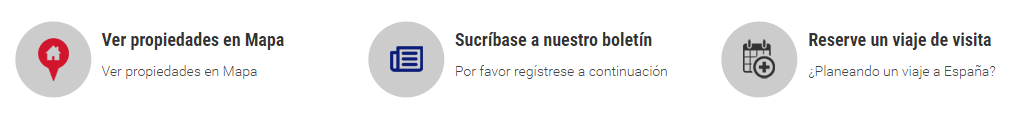 Ver propiedades en Mapa
Ver propiedades en Mapa
Sucríbase a nuestro boletín
Por favor regístrese a continuación
Reserve un viaje de visita
¿Planeando un viaje a España?